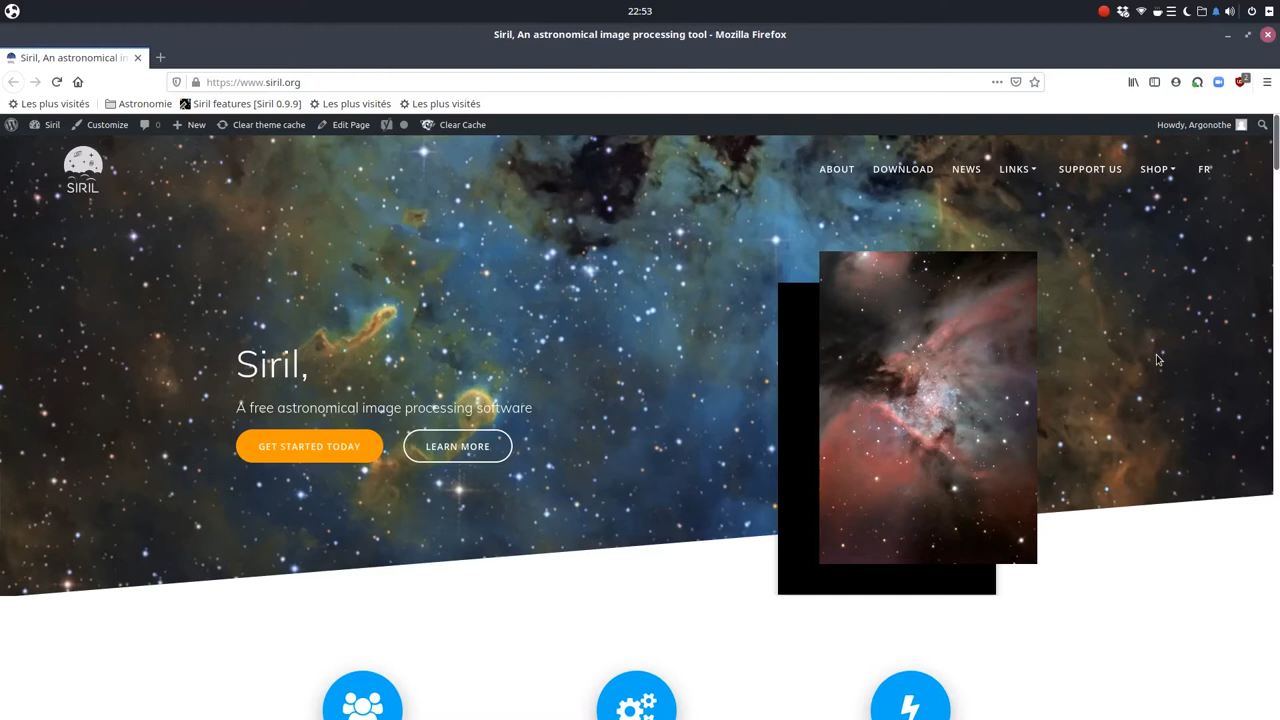 22:53
Siril, An astronomical image processing tool - Mozilla Firefox
Siril, An astronomical in
https://www.siril.org
2
Les plus visités
Astronomie
Siril features [Siril 0.9.9]
Les plus visités
Les plus visités
Siril
Customize
0
New
Clear theme cache
Edit Page
Clear Cache
Howdy, Argonothe
SIRIL
ABOUT
DOWNLOAD
NEWS
LINKS
SUPPORT US
SHOP
FR
Siril,
A free astronomical image processing software
GET STARTED TODAY
LEARN MORE